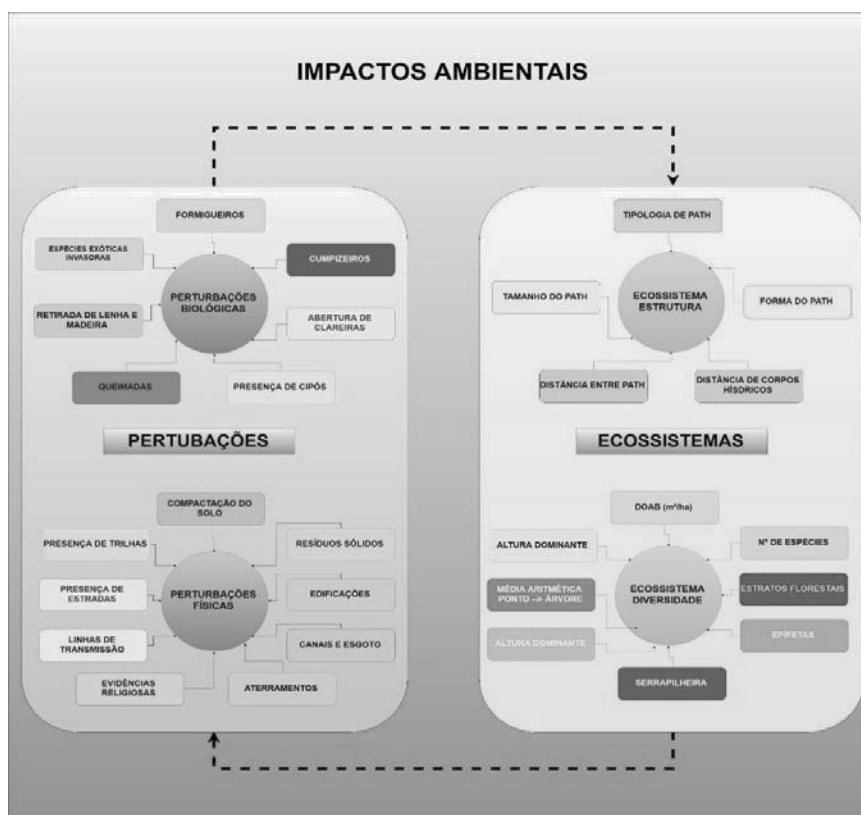 IMPACTOS AMBIENTAIS
FORMIGUEIROS
ESPÉCIES EXÓTICAS
INVASORAS
CUMPIZEIROS
PERTURBAÇÕES
BIOLÓGICAS
RETIRADA DE LENHA E
MADEIRA
ABERTURA DE
CLAREIRAS
QUEIMADAS
PRESENÇA DE CIPÓS
PERTUBAÇÕES
COMPACTAÇÃO DO
SOLO
PRESENÇA DE TRILHAS
RESÍDUOS SÓLIDOS
PRESENÇA DE
ESTRADAS
PERTURBAÇÕES
FÍSICAS
EDIFICAÇÕES
LINHAS DE
TRANSMISSÃO
CANAIS E ESGOTO
EVIDÊNCIAS
RELIGIOSAS
ATERRAMENTOS
TIPOLOGIA DE PATH
TAMANHO DO PATH
ECOSSISTEMA
ESTRUTURA
FORMA DO PATH
DISTÂNCIA ENTRE PATH
DISTÂNCIA DE CORPOS
HÍSDRICOS
ECOSSISTEMAS
DOAB (m²/ha)
ALTURA DOMINANTE
Nº DE ESPÉCIES
MÉDIA ARITMÉTICA
PONTO --> ÁRVORE
ECOSSISTEMA
DIVERSIDADE
ESTRATOS FLORESTAIS
ALTURA DOMINANTE
EPÍFETAS
SERRAPILHEIRA